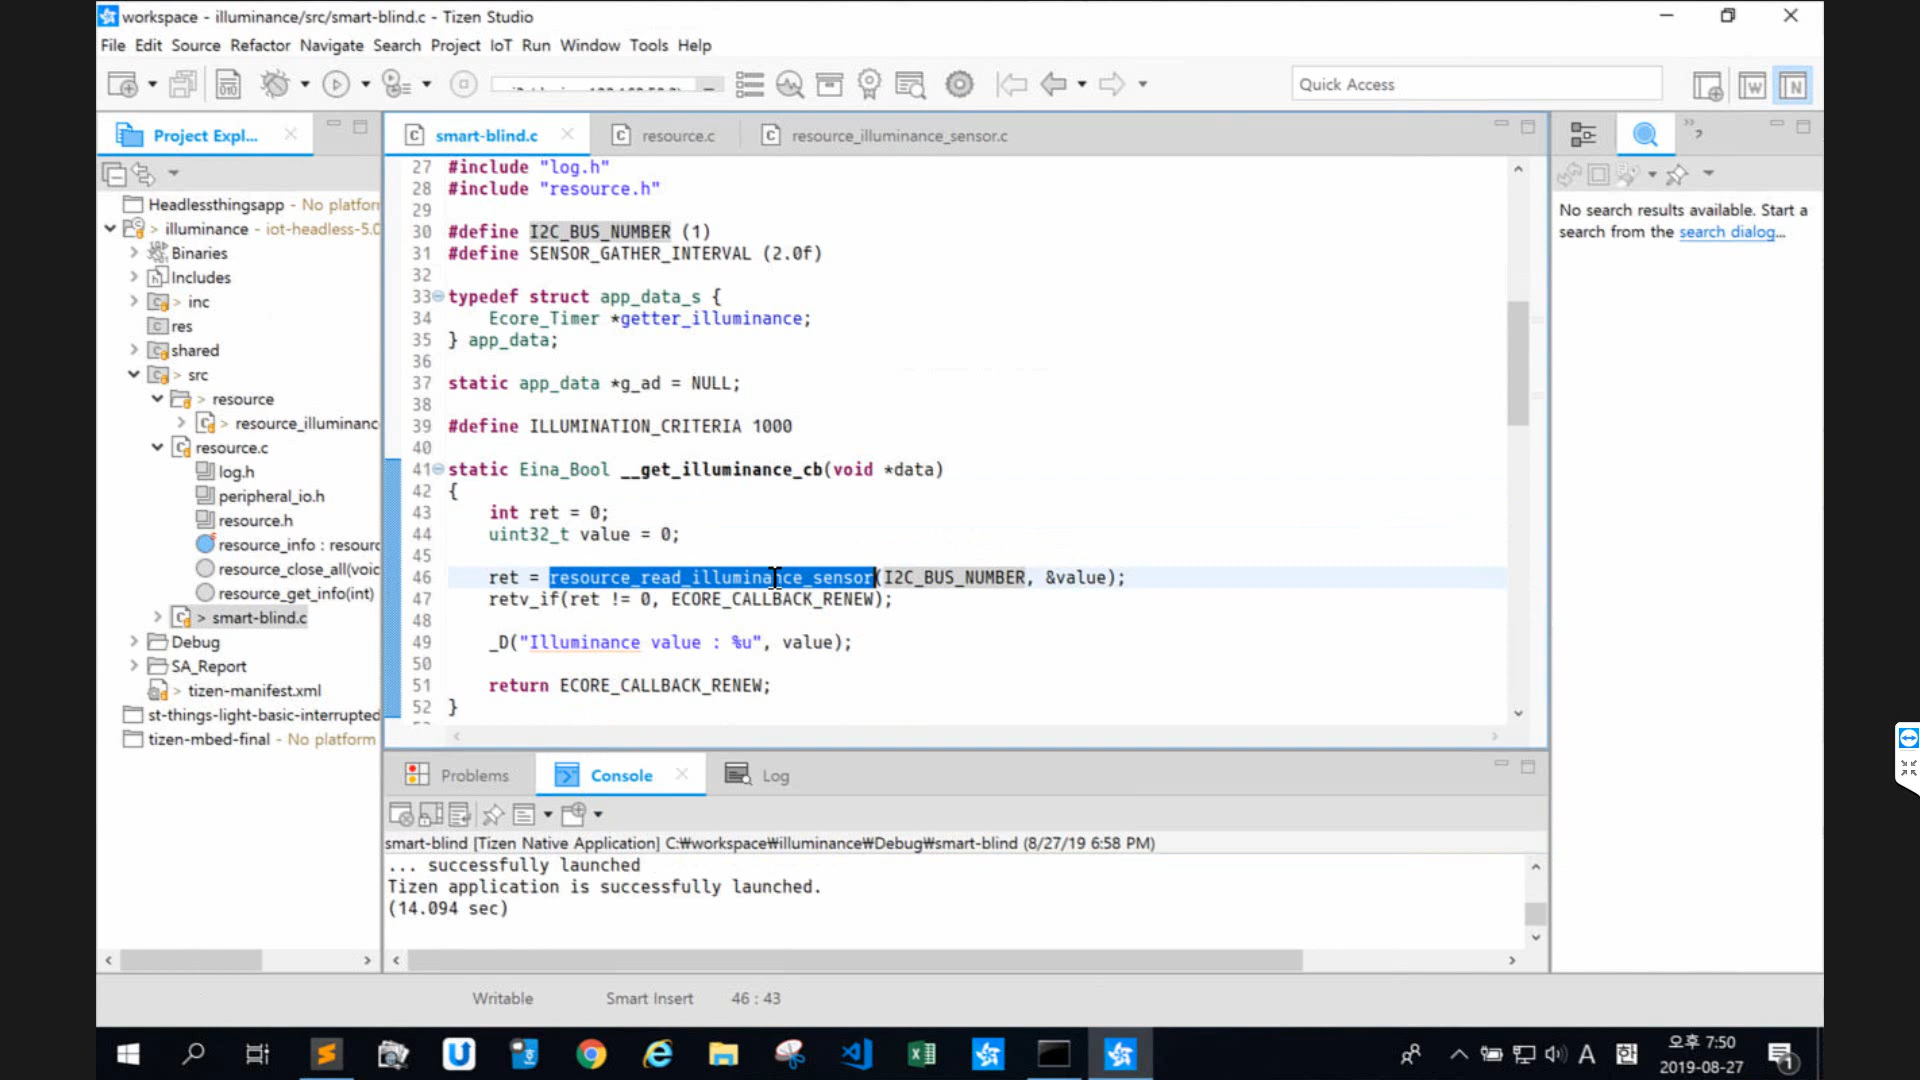 workspace - illuminance/src/smart-blind.c - Tizen Studio
File Edit Source Refactor Navigate Search Project IoT Run Window Tools Help
Quick Access
Project Expl...
smart-blind.c
resource.c
resource_illuminance_sensor.c
Headlessthingsapp - No platforn
> illuminance - iot-headless-5.0
Binaries
Includes
> inc
res
shared
> src
> resource
> resource_illuminanc
resource.c
log.h
peripheral_io.h
resource.h
resource_info : resourc
resource_close_all(voic
resource_get_info(int)
> smart-blind.c
Debug
SA_Report
> tizen-manifest.xml
st-things-light-basic-interrupted
tizen-mbed-final - No platform
27 #include "log.h"
28 #include "resource.h"
29
30 #define I2C_BUS_NUMBER (1)
31 #define SENSOR_GATHER_INTERVAL (2.0f)
32
33 typedef struct app_data_s {
34 Ecore_Timer *getter_illuminance;
35 } app_data;
36
37 static app_data *g_ad = NULL;
38
39 #define ILLUMINATION_CRITERIA 1000
40
41 static Eina_Bool __get_illuminance_cb(void *data)
42 {
43 int ret = 0;
44 uint32_t value = 0;
45
46 ret = resource_read_illuminance_sensor(I2C_BUS_NUMBER, &value);
47 retv_if(ret != 0, ECORE_CALLBACK_RENEW);
48
49 _D("Illuminance value : %u", value);
50
51 return ECORE_CALLBACK_RENEW;
52 }
No search results available. Start a
search from the search dialog...
Problems
Console
Log
smart-blind [Tizen Native Application] C:₩workspace₩illuminance₩Debug₩smart-blind (8/27/19 6:58 PM)
... successfully launched
Tizen application is successfully launched.
(14.094 sec)
Writable
Smart Insert
46 : 43
A
한
오후 7:50
2019-08-27
1